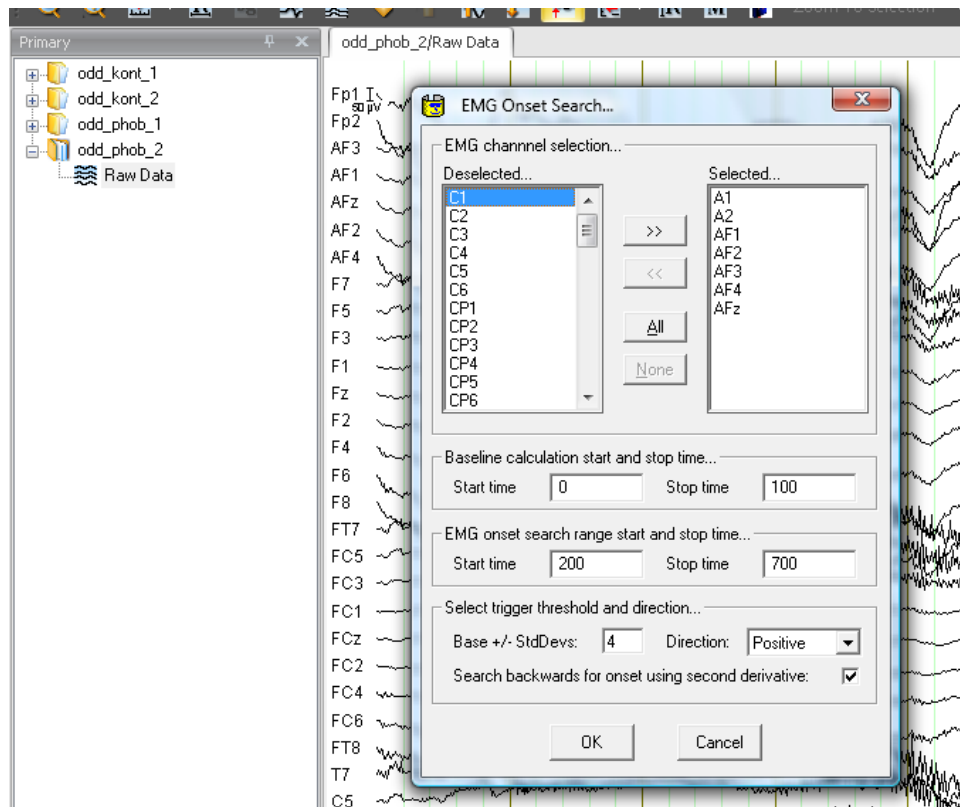 Zoom To selection
Primary
odd_kont_1
odd_kont_2
odd_phob_1
odd_phob_2
Raw Data
odd_phob_2/Raw Data
Fp1
50 µV
Fp2
AF3
AF1
AFz
AF2
AF4
F7
F5
F3
F1
Fz
F2
F4
F6
F8
FT7
FC5
FC3
FC1
FCz
FC2
FC4
FC6
FT8
T7
C5
EMG Onset Search...
EMG channnel selection...
Deselected...
C1
C2
C3
C4
C5
C6
CP1
CP2
CP3
CP4
CP5
CP6
>>
<<
All
None
Selected...
A1
A2
AF1
AF2
AF3
AF4
AFz
Baseline calculation start and stop time...
Start time 0 Stop time 100
EMG onset search range start and stop time...
Start time 200 Stop time 700
Select trigger threshold and direction...
Base +/- StdDevs: 4 Direction: Positive
Search backwards for onset using second derivative:
OK Cancel